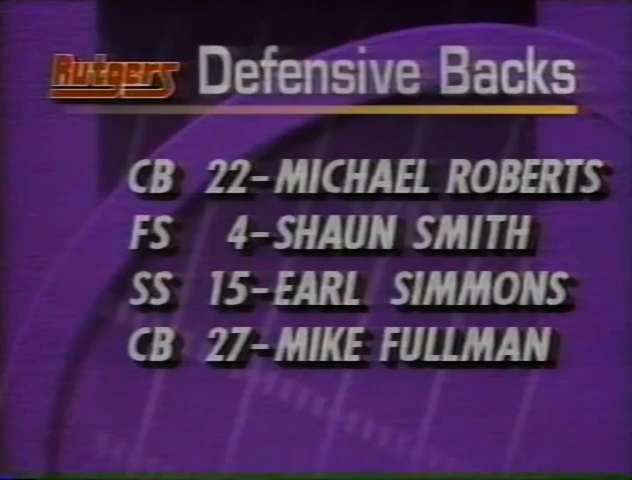 Rutgers Defensive Backs
CB 22-MICHAEL ROBERTS
FS 4-SHAUN SMITH
SS 15-EARL SIMMONS
CB 27-MIKE FULLMAN